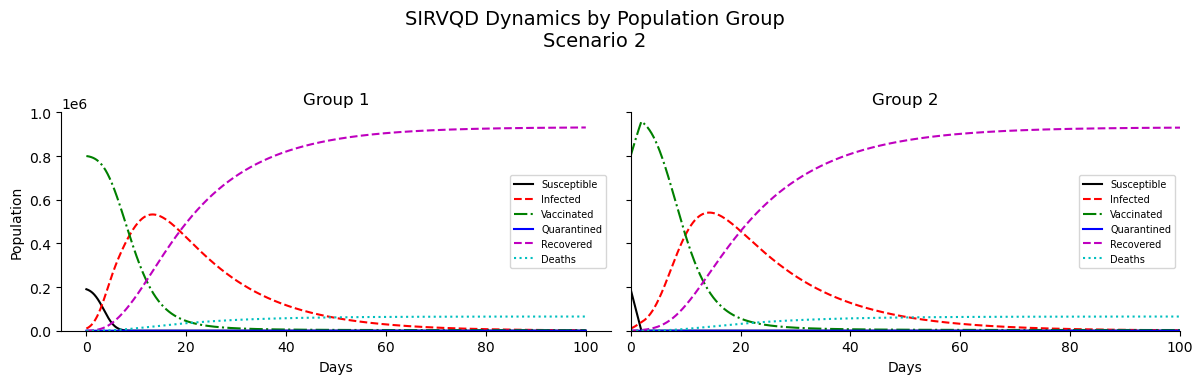 SIRVQD Dynamics by Population Group
Scenario 2
Group 1
1e6
1.0
0.8
0.6
0.4
0.2
0.0
Population
Susceptible
Infected
Vaccinated
Quarantined
Recovered
Deaths
0 20 40 60 80 100
Days
Group 2
Susceptible
Infected
Vaccinated
Quarantined
Recovered
Deaths
0 20 40 60 80 100
Days